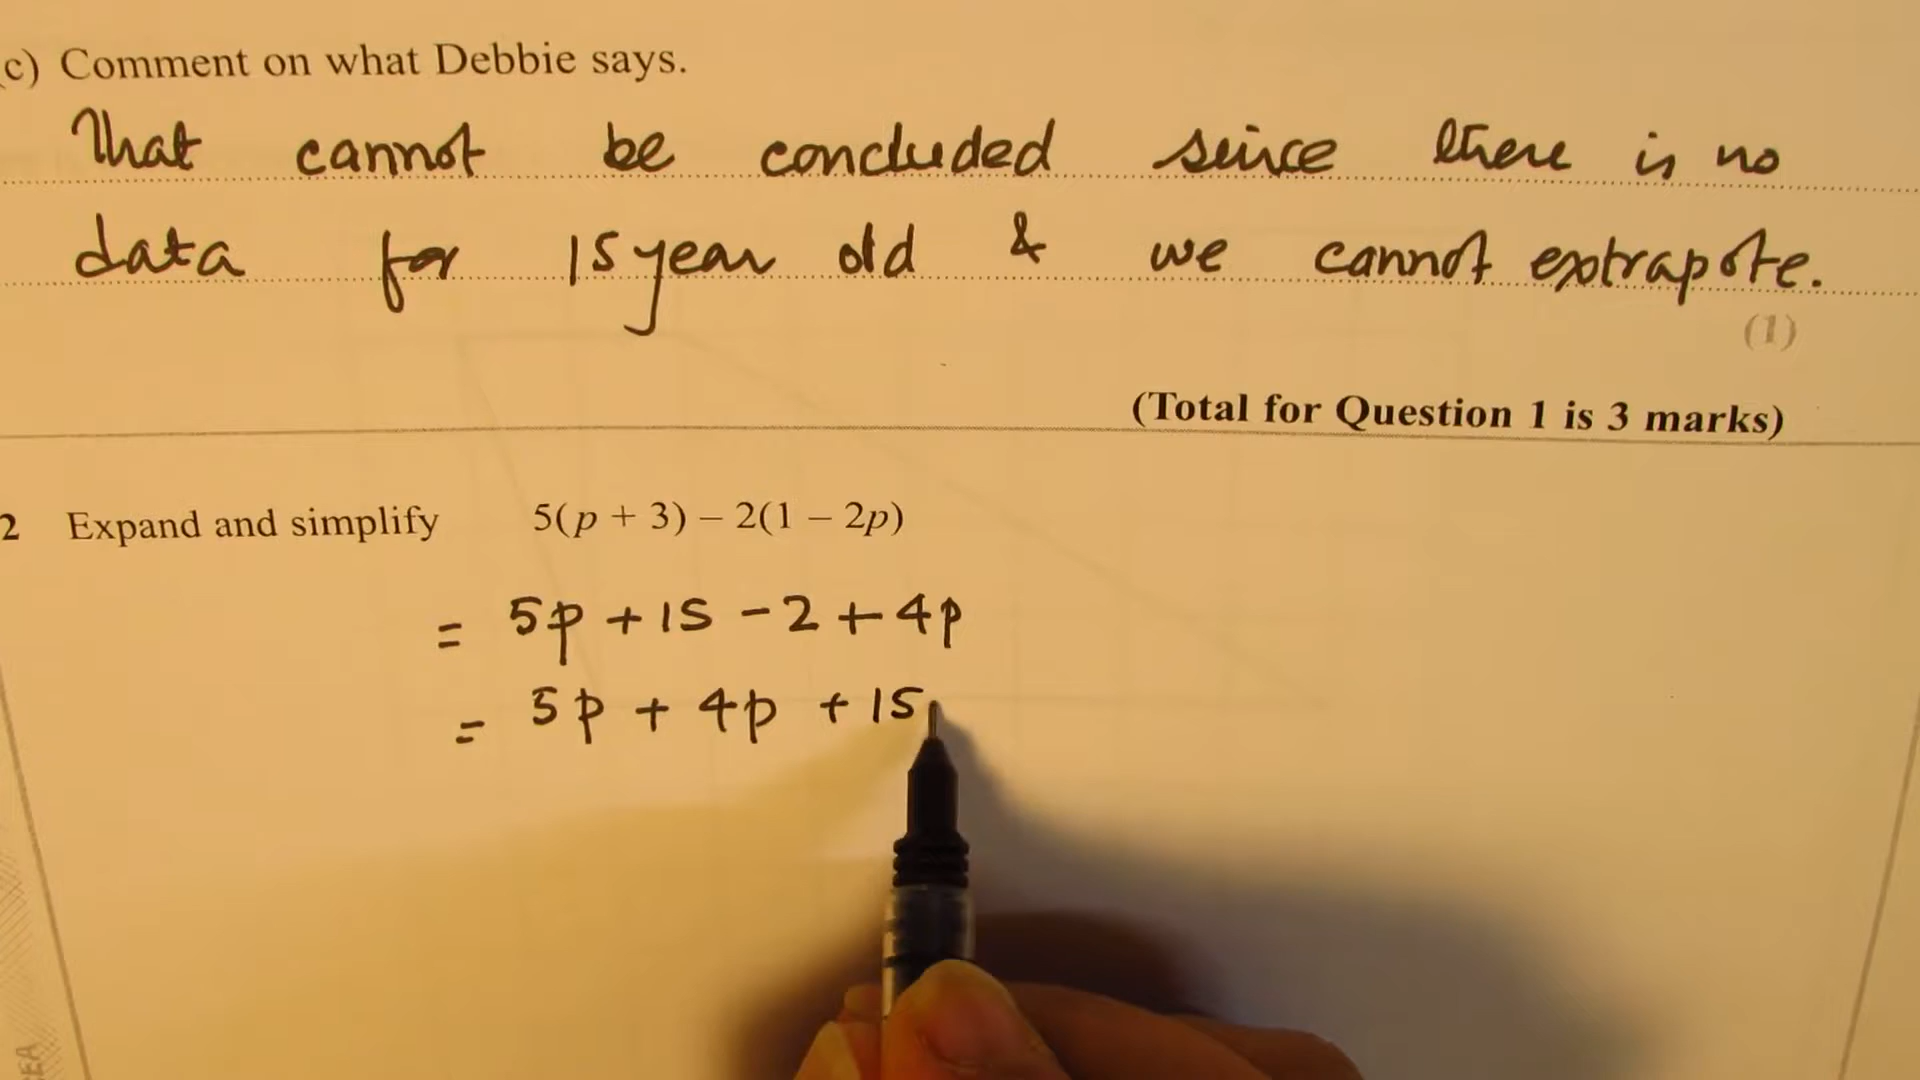 c) Comment on what Debbie says.
That cannot be concluded since there is no
data for 15 year old & we cannot extrapote.
(1)
(Total for Question 1 is 3 marks)
2 Expand and simplify 5(p + 3) – 2(1 – 2p)
= 5p + 15 - 2 + 4p
= 5p + 4p + 15
EA